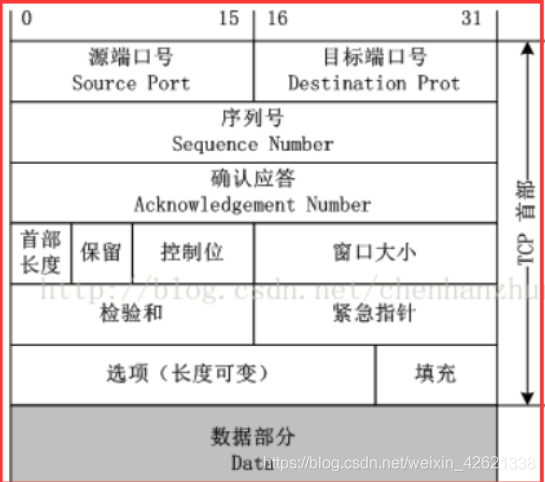 0 15 16 31
源端口号 目标端口号
Source Port Destination Prot
序列号
Sequence Number
确认应答
Acknowledgement Number
首部
长度 保留 控制位 窗口大小
http://blog.csdn.net/chenhanzhu
检验和 紧急指针
选项（长度可变） 填充
TCP 首部
数据部分
Data
https://blog.csdn.net/weixin_42621338